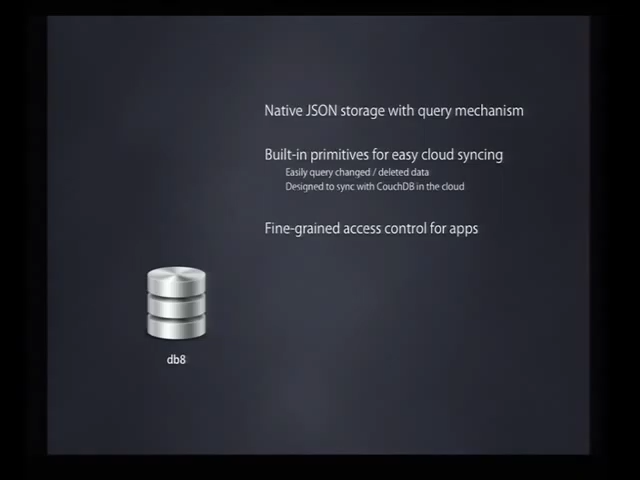 Native JSON storage with query mechanism
Built-in primitives for easy cloud syncing
Easily query changed / deleted data
Designed to sync with CouchDB in the cloud
Fine-grained access control for apps
db8